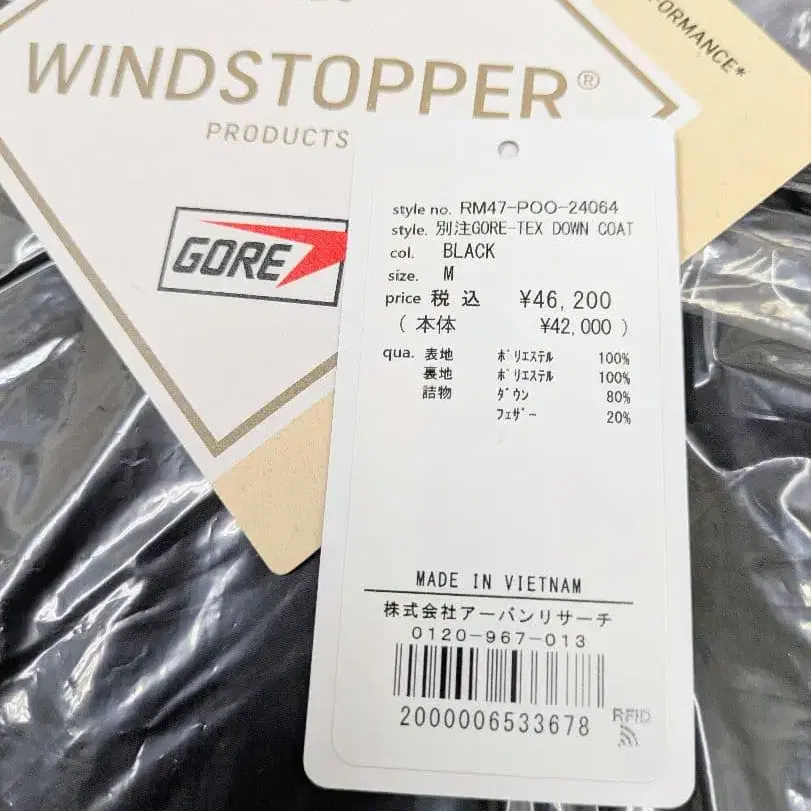 WINDSTOPPER®
PRODUCTS
FORMANCE*
GORE
style no. RM47-POO-24064
style. 別注GORE-TEX DOWN COAT
col. BLACK
size. M
price 税 込 ¥46,200
( 本体 ¥42,000 )
qua. 表地 ﾎﾟﾘｴｽﾃﾙ 100%
裏地 ﾎﾟﾘｴｽﾃﾙ 100%
詰物 ﾀﾞｳﾝ 80%
ﾌｪｻﾞｰ 20%
MADE IN VIETNAM
株式会社アーバンリサーチ
0120-967-013
2000006533678
RFID